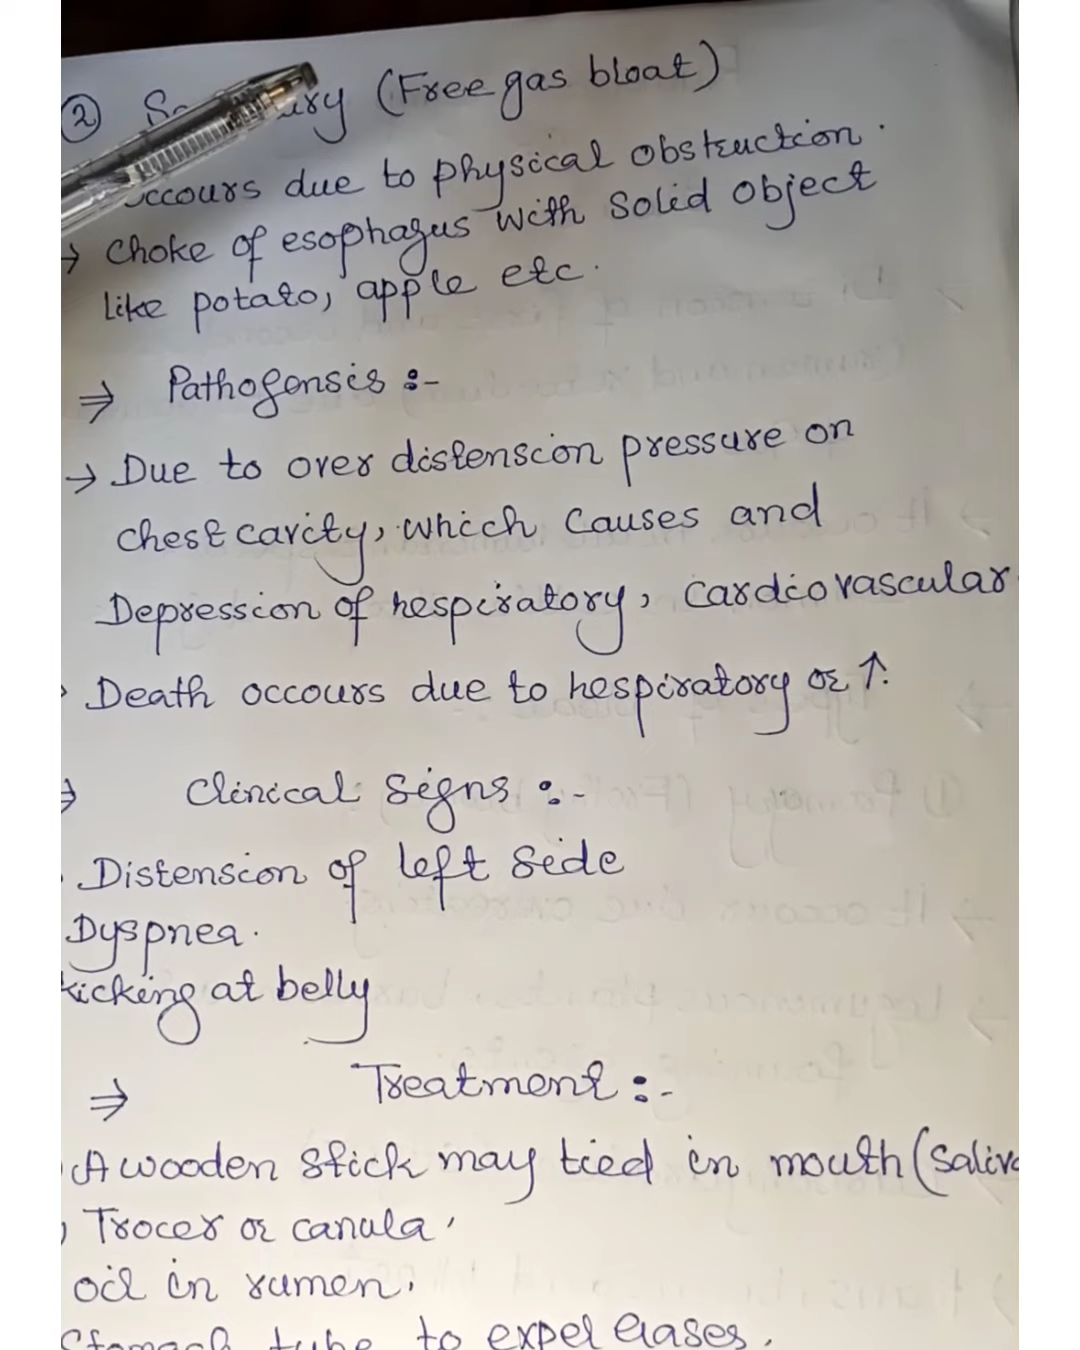 ② (Free gas bloat)
occours due to physical obstruction.
→ Choke of esophagus with Solid object
Like potato, apple etc.
⇒ Pathogensis :-
→ Due to over distension pressure on
chest cavity, which Causes and
Depression of respiratory, cardiovascular
Death occours due to respiratory or ↑.
⇒ Clinical Signs :-
Distension of left side
Dyspnea.
kicking at belly
⇒ Treatment :-
A wooden stick may tied in mouth (Saliva
Trocer or canula,
oil in rumen.
Stomach tube to expel Gases.